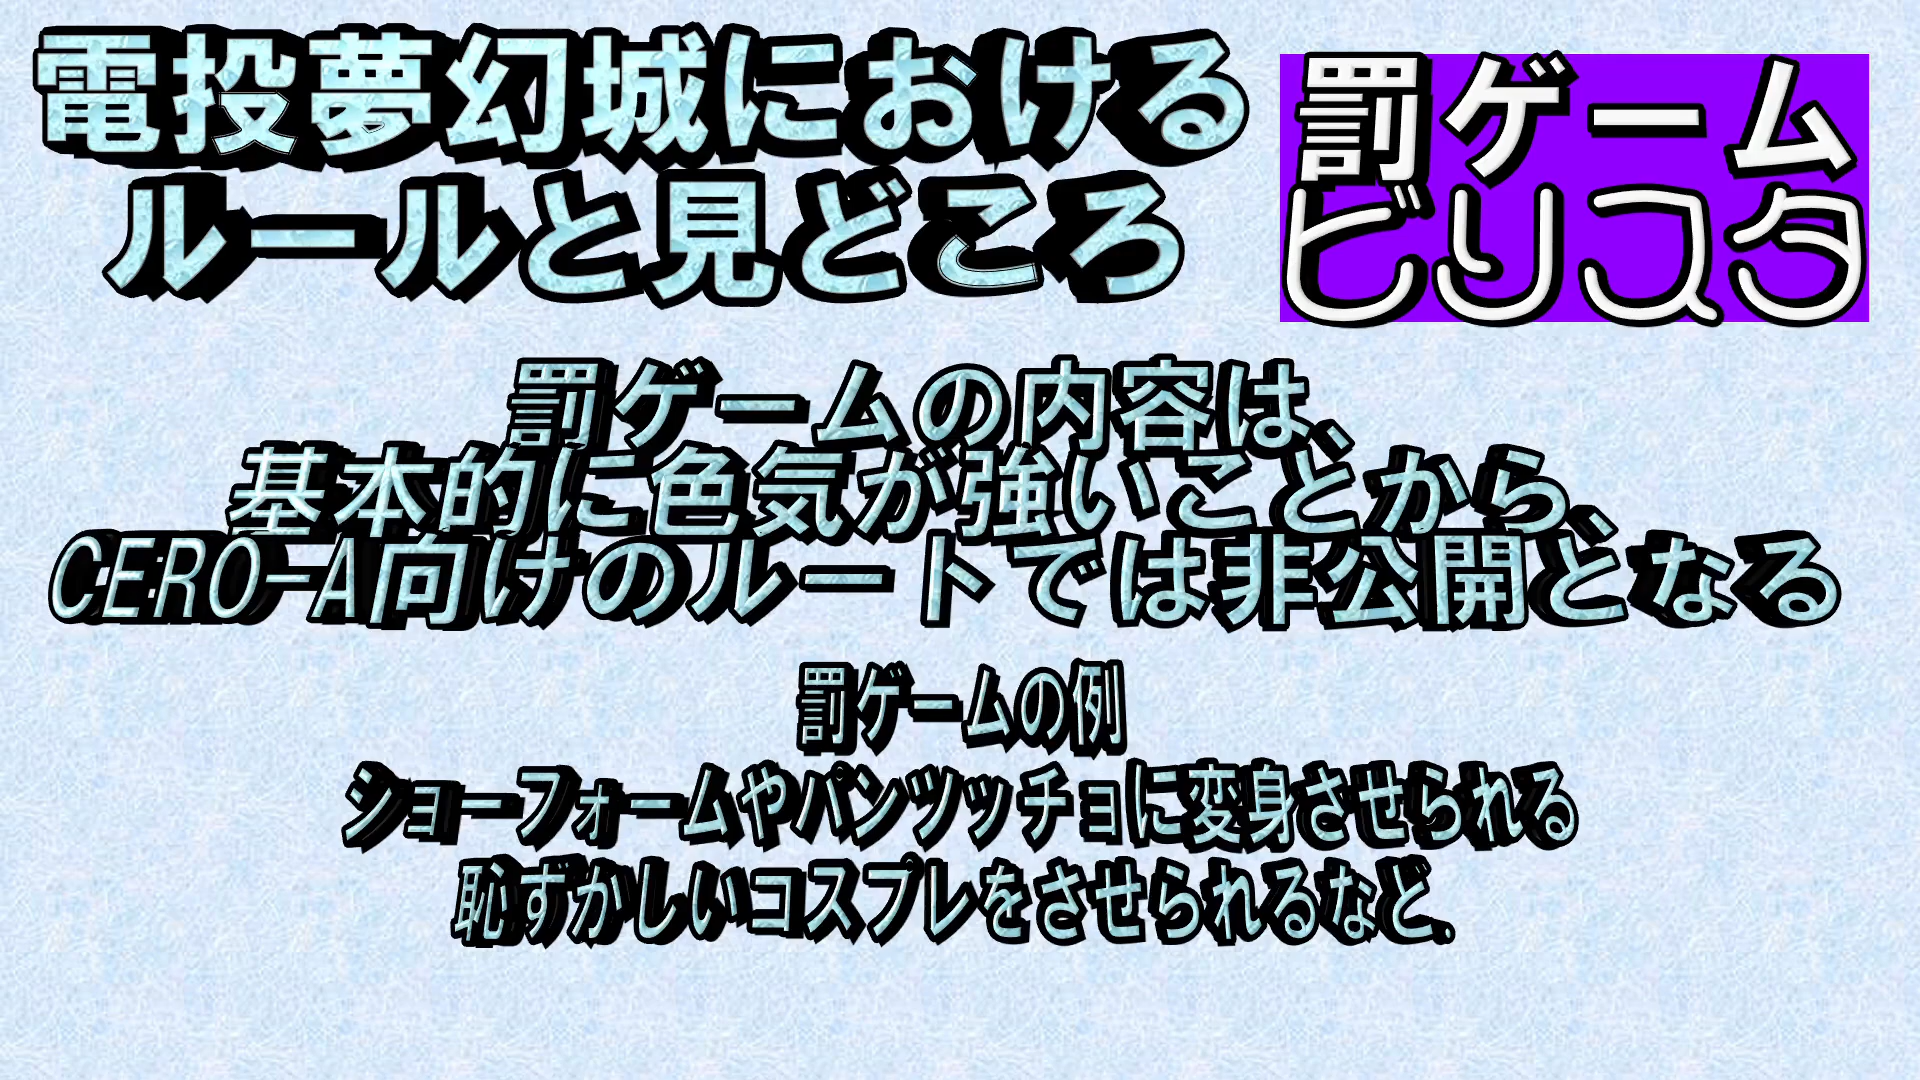 電投夢幻城における
ルールと見どころ
罰ゲーム
ビリスタ
罰ゲームの内容は、
基本的に色気が強いことから、
CERO-A向けのルートでは非公開となる
罰ゲームの例
ショーフォームやパンツッチョに変身させられる
恥ずかしいコスプレをさせられるなど。